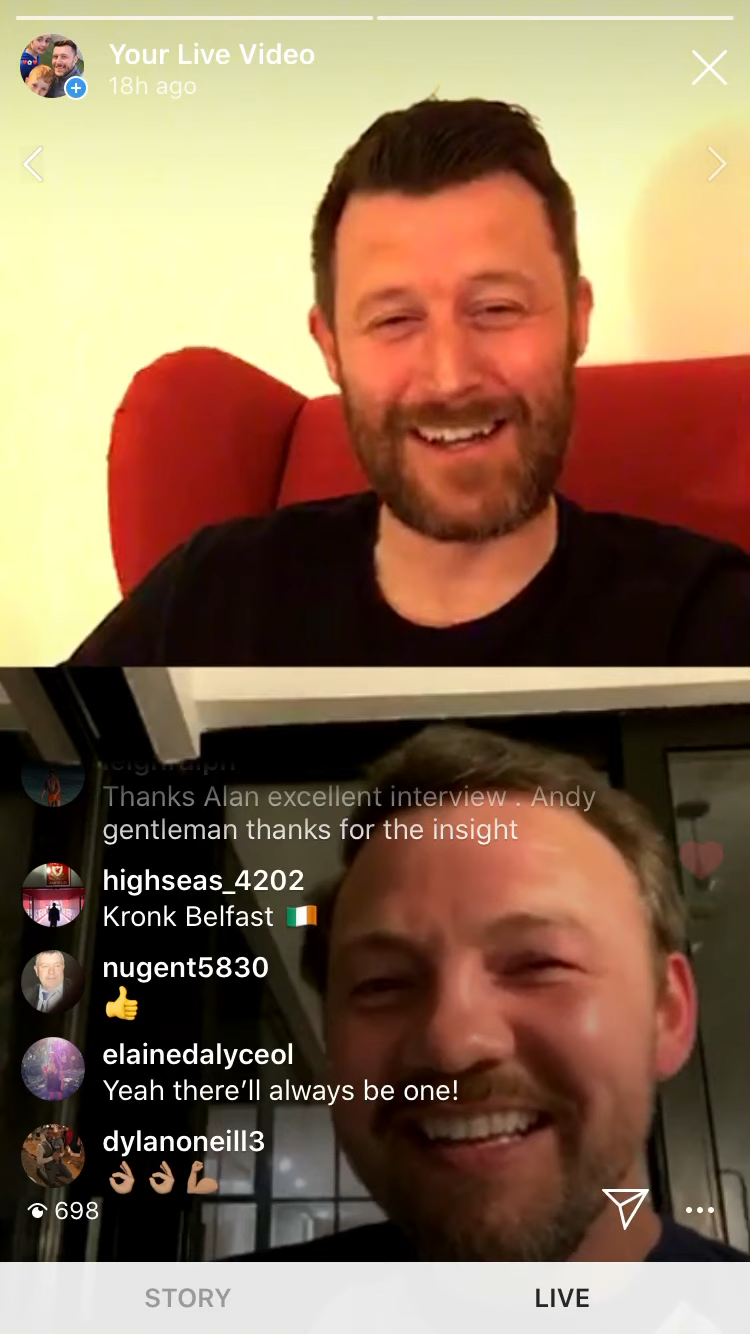 Your Live Video
18h ago
Thanks Alan excellent interview . Andy
gentleman thanks for the insight
highseas_4202
Kronk Belfast 🇮🇪
nugent5830
👍
elainedalyceol
Yeah there’ll always be one!
dylanoneill3
👌🏼 👌🏼 💪🏼
698
STORY
LIVE